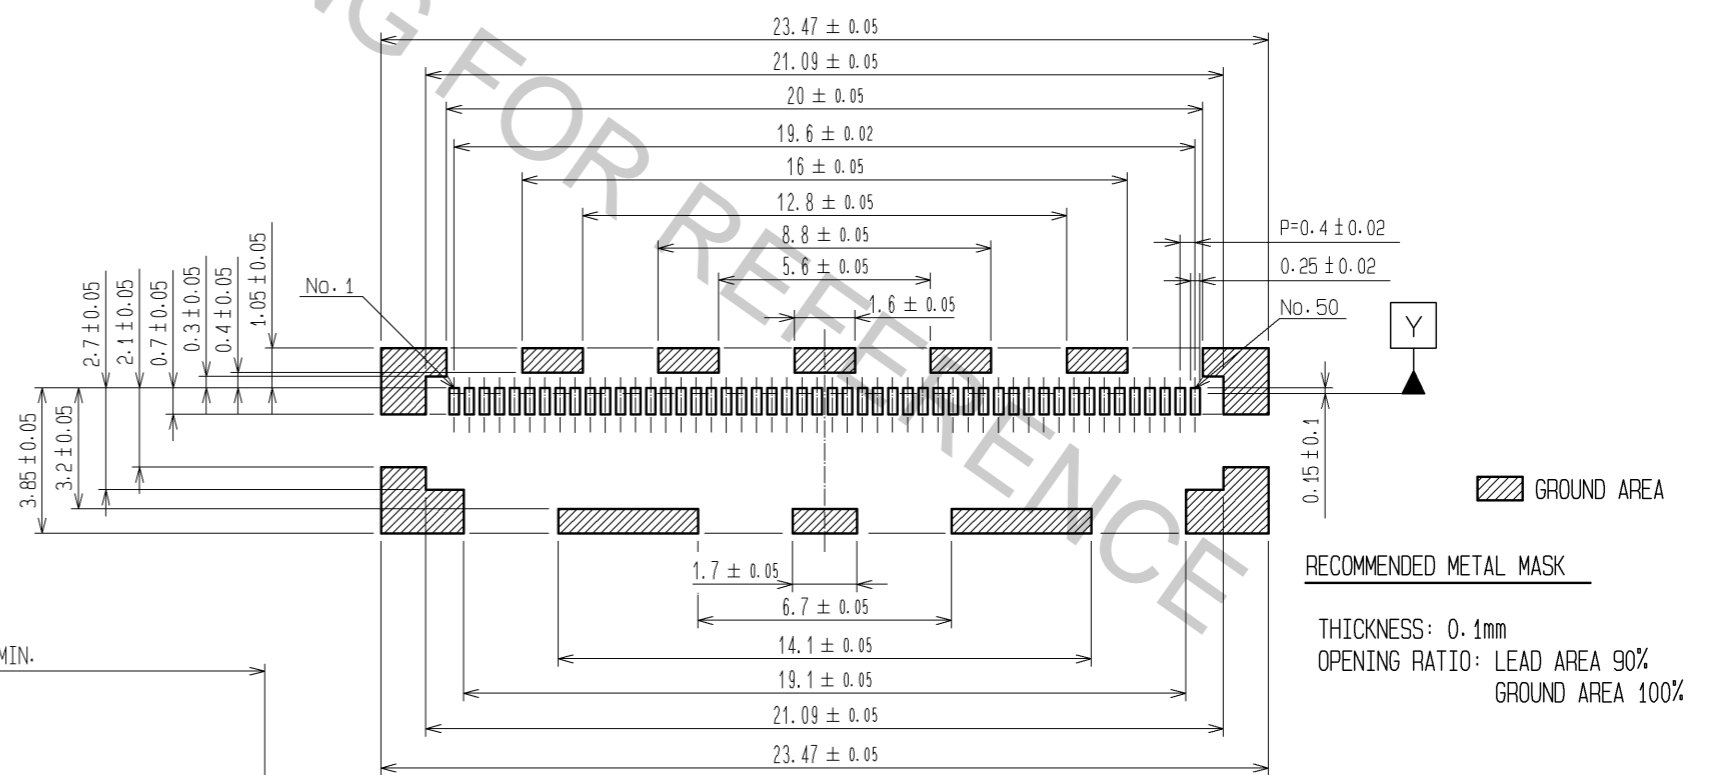 23.47 ± 0.05
21.09 ± 0.05
20 ± 0.05
19.6 ± 0.02
16 ± 0.05
12.8 ± 0.05
8.8 ± 0.05
5.6 ± 0.05
1.6 ± 0.05
P=0.4 ± 0.02
0.25 ± 0.02
No. 1
No. 50
Y
2.7 ± 0.05
2.1 ± 0.05
0.7 ± 0.05
0.3 ± 0.05
0.4 ± 0.05
1.05 ± 0.05
3.85 ± 0.05
3.2 ± 0.05
0.15 ± 0.1
GROUND AREA
RECOMMENDED METAL MASK
THICKNESS: 0.1mm
OPENING RATIO: LEAD AREA 90%
GROUND AREA 100%
1.7 ± 0.05
6.7 ± 0.05
14.1 ± 0.05
19.1 ± 0.05
21.09 ± 0.05
23.47 ± 0.05
MIN.
FOR REFERENCE